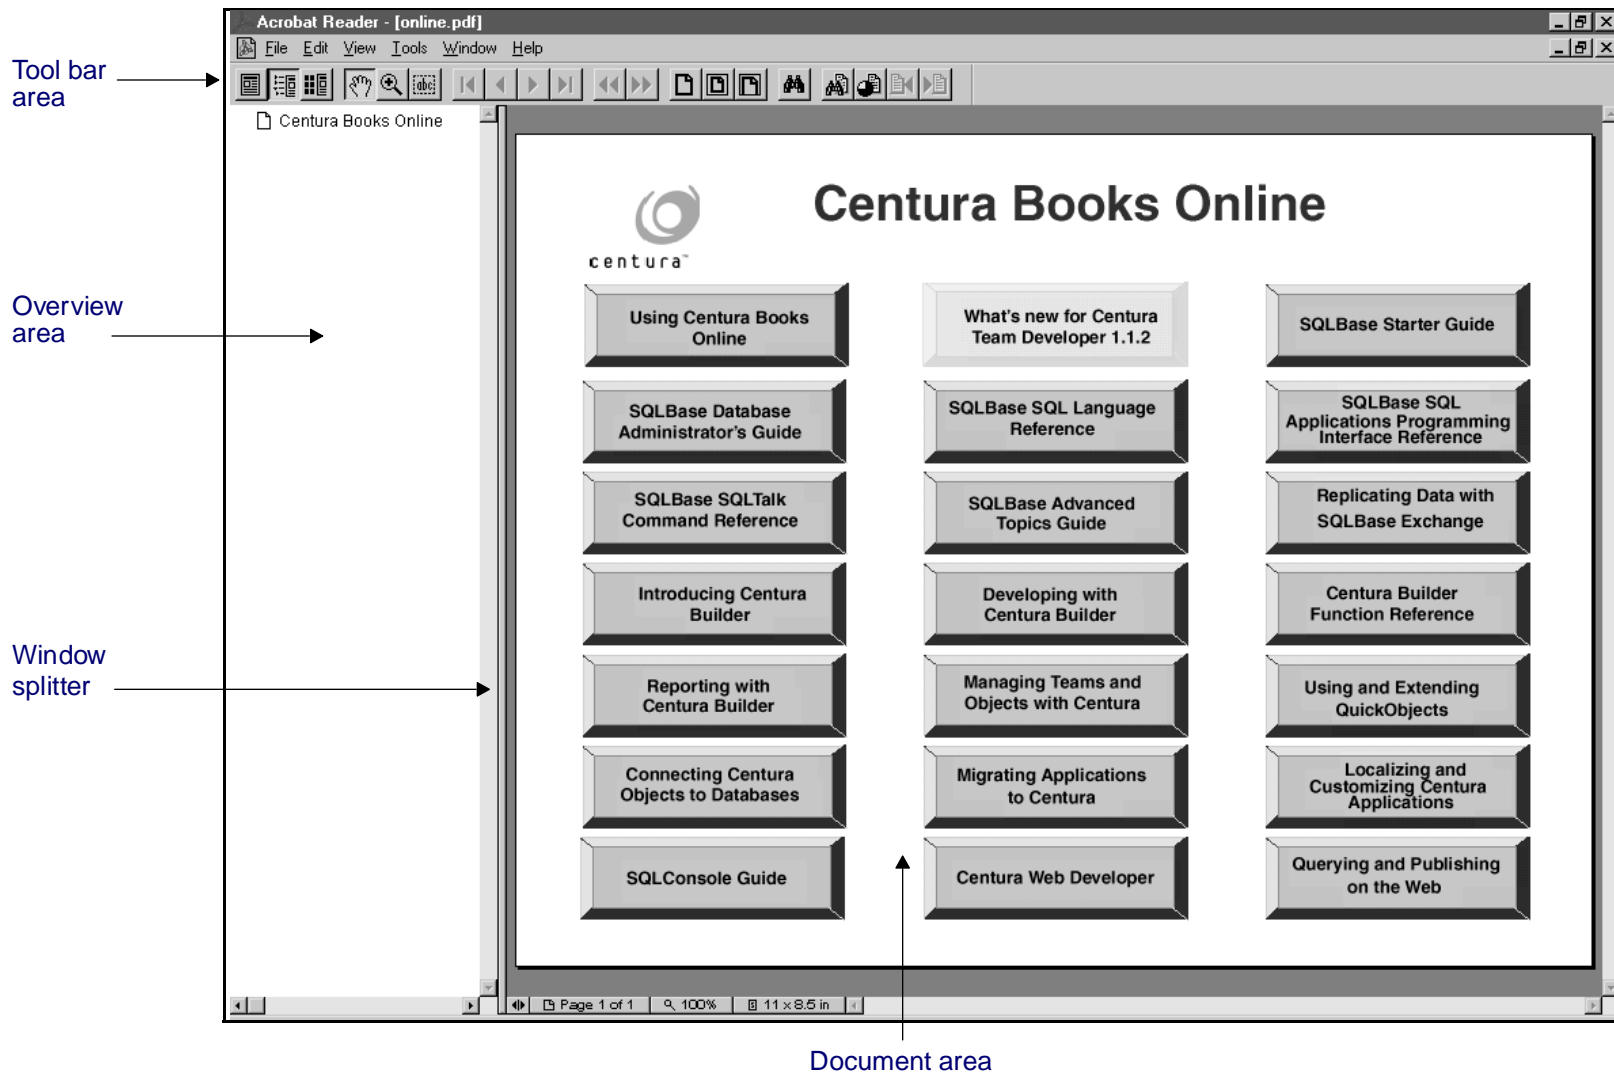 Acrobat Reader - [online.pdf]
File Edit View Tools Window Help
Tool bar
area
abc
Centura Books Online
Centura Books Online
centura™
Using Centura Books
Online
What's new for Centura
Team Developer 1.1.2
SQLBase Starter Guide
SQLBase Database
Administrator's Guide
SQLBase SQL Language
Reference
SQLBase SQL
Applications Programming
Interface Reference
SQLBase SQLTalk
Command Reference
SQLBase Advanced
Topics Guide
Replicating Data with
SQLBase Exchange
Introducing Centura
Builder
Developing with
Centura Builder
Centura Builder
Function Reference
Reporting with
Centura Builder
Managing Teams and
Objects with Centura
Using and Extending
QuickObjects
Connecting Centura
Objects to Databases
Migrating Applications
to Centura
Localizing and
Customizing Centura
Applications
SQLConsole Guide
Centura Web Developer
Querying and Publishing
on the Web
Overview
area
Window
splitter
Page 1 of 1
100%
11 x 8.5 in
Document area